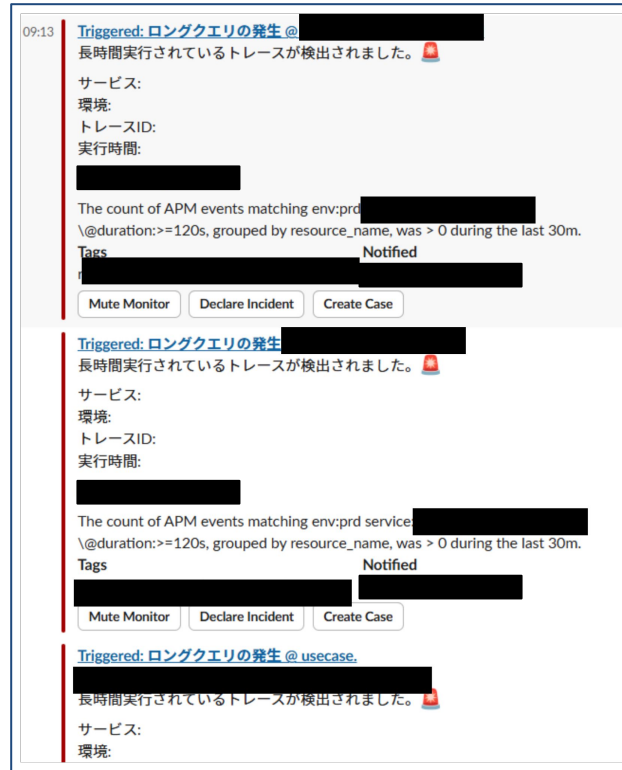 09:13
Triggered: ロングクエリの発生 @
長時間実行されているトレースが検出されました。🚨
サービス:
環境:
トレースID:
実行時間:
The count of APM events matching env:prd
\@duration:>=120s, grouped by resource_name, was > 0 during the last 30m.
Tags Notified
Mute Monitor Declare Incident Create Case
Triggered: ロングクエリの発生
長時間実行されているトレースが検出されました。🚨
サービス:
環境:
トレースID:
実行時間:
The count of APM events matching env:prd service:
\@duration:>=120s, grouped by resource_name, was > 0 during the last 30m.
Tags Notified
Mute Monitor Declare Incident Create Case
Triggered: ロングクエリの発生 @ usecase.
長時間実行されているトレースが検出されました。🚨
サービス:
環境: